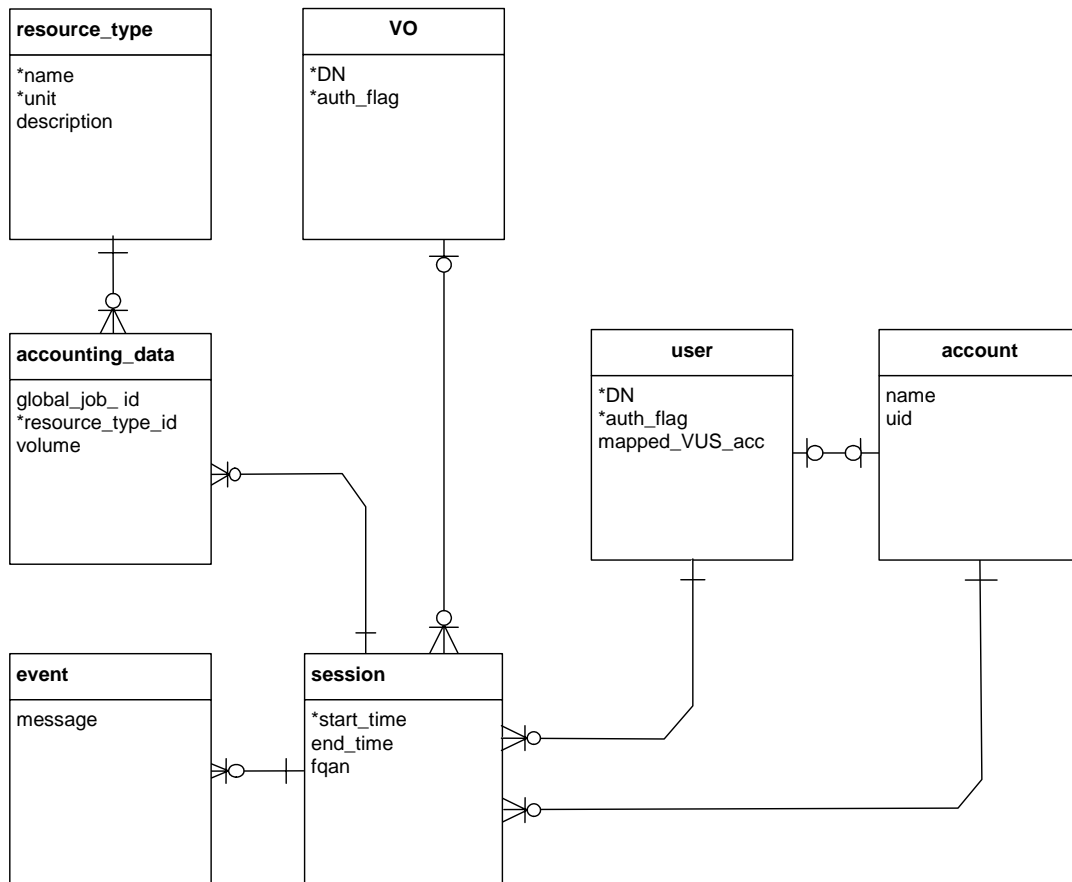 resource_type
*name
*unit
description
VO
*DN
*auth_flag
accounting_data
global_job_ id
*resource_type_id
volume
user
*DN
*auth_flag
mapped_VUS_acc
account
name
uid
event
message
session
*start_time
end_time
fqan